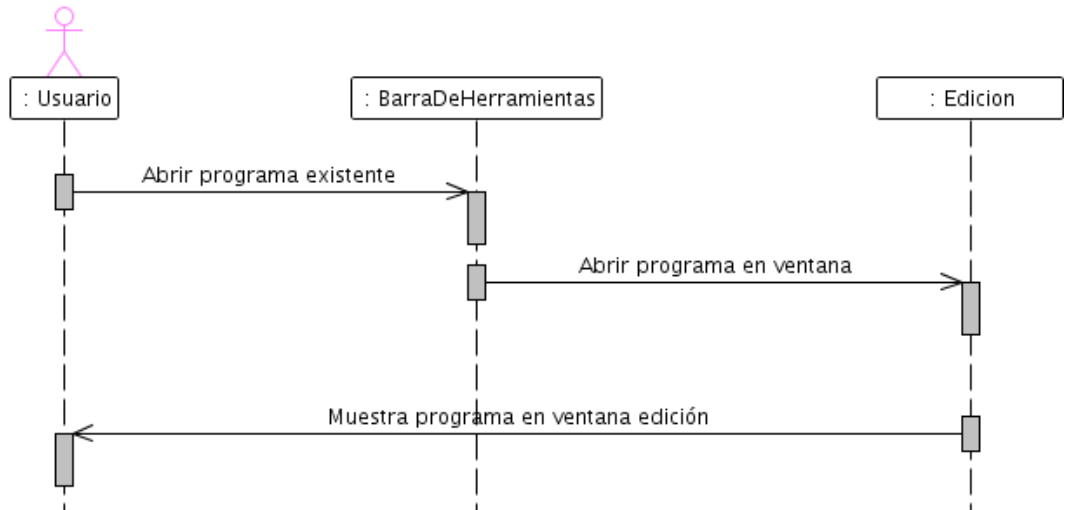 : Usuario
: BarraDeHerramientas
: Edicion
Abrir programa existente
Abrir programa en ventana
Muestra programa en ventana edición